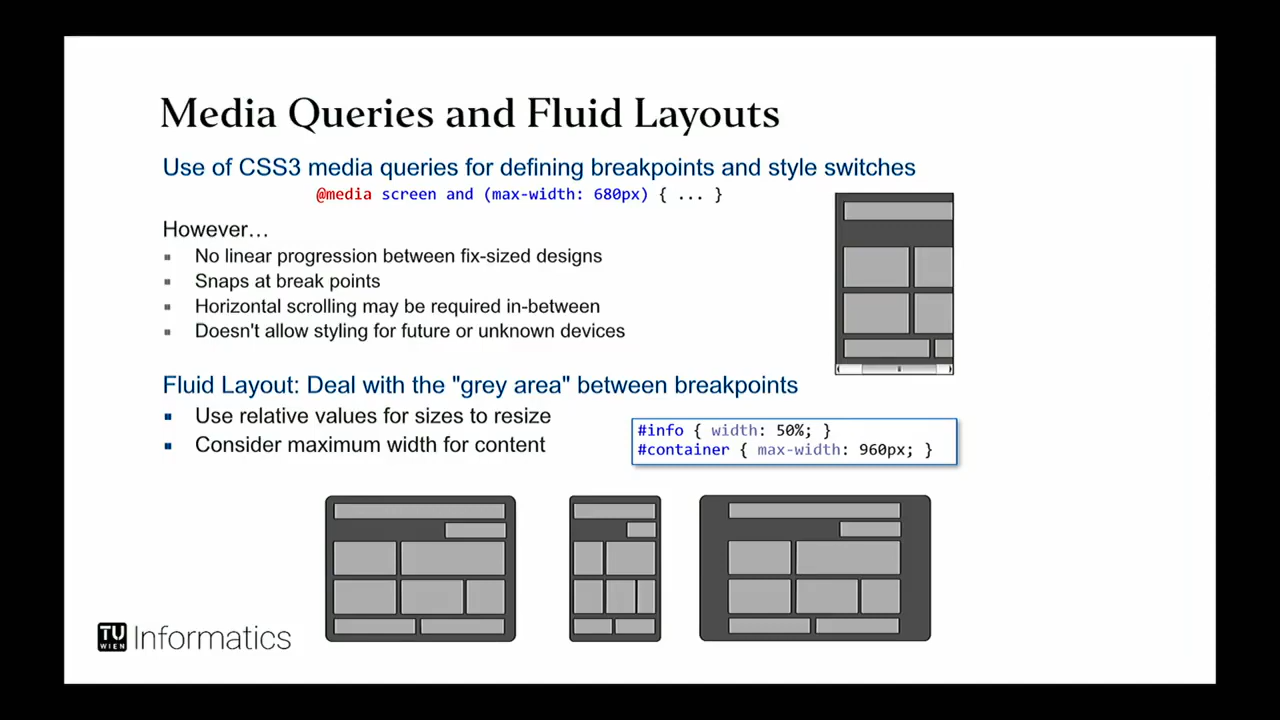 Media Queries and Fluid Layouts
Use of CSS3 media queries for defining breakpoints and style switches
@media screen and (max-width: 680px) { ... }
However…
▪ No linear progression between fix-sized designs
▪ Snaps at break points
▪ Horizontal scrolling may be required in-between
▪ Doesn't allow styling for future or unknown devices
Fluid Layout: Deal with the "grey area" between breakpoints
▪ Use relative values for sizes to resize
▪ Consider maximum width for content
#info { width: 50%; }
#container { max-width: 960px; }
TU
WIEN
Informatics